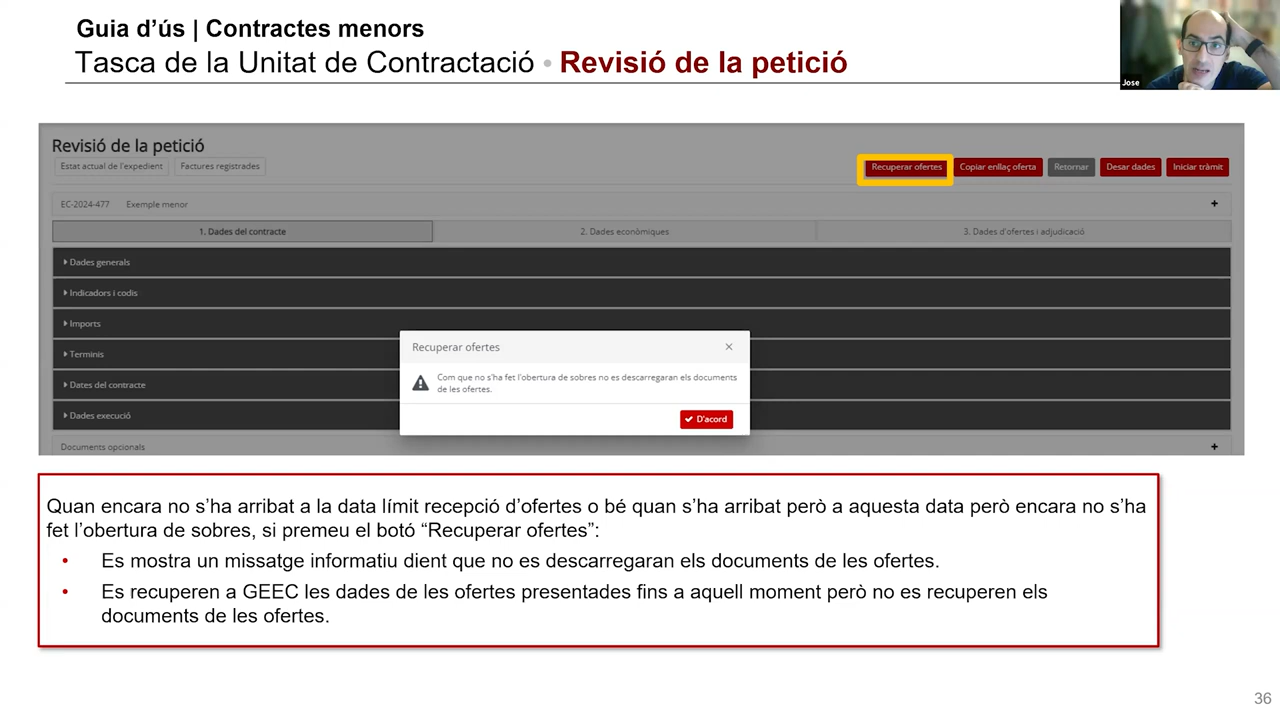 Guia d’ús | Contractes menors
Tasca de la Unitat de Contractació • Revisió de la petició
Jose
Revisió de la petició
Estat actual de l'expedient
Factures registrades
Recuperar ofertes
Copiar enllaç oferta
Retornar
Desar dades
Iniciar tràmit
EC-2024-477 Exemple menor
+
1. Dades del contracte
2. Dades econòmiques
3. Dades d'ofertes i adjudicació
Dades generals
Indicadors i codis
Imports
Terminis
Dates del contracte
Dades execució
Documents opcionals
+
Recuperar ofertes
×
Com que no s'ha fet l'obertura de sobres no es descarregaran els documents
de les ofertes.
D'acord
Quan encara no s’ha arribat a la data límit recepció d’ofertes o bé quan s’ha arribat però a aquesta data però encara no s’ha
fet l’obertura de sobres, si premeu el botó “Recuperar ofertes”:
• Es mostra un missatge informatiu dient que no es descarregaran els documents de les ofertes.
• Es recuperen a GEEC les dades de les ofertes presentades fins a aquell moment però no es recuperen els
documents de les ofertes.
36